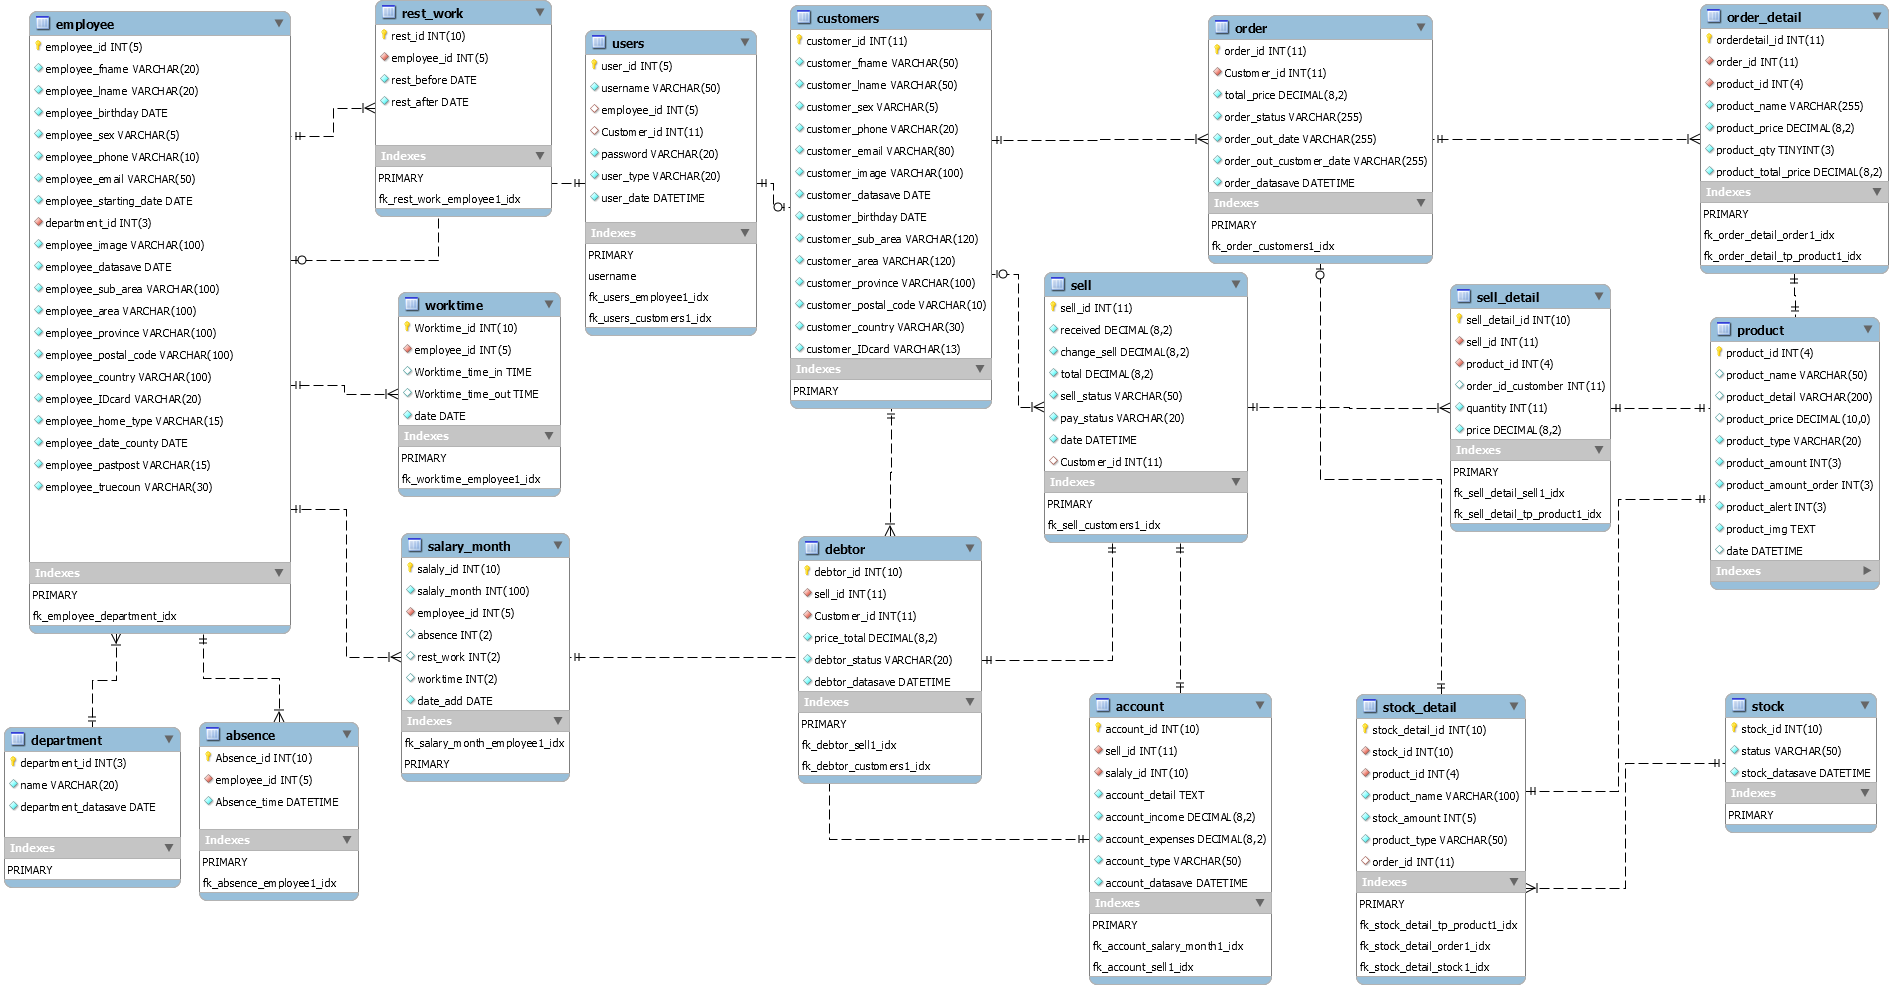 employee
employee_id INT(5)
employee_fname VARCHAR(20)
employee_lname VARCHAR(20)
employee_birthday DATE
employee_sex VARCHAR(5)
employee_phone VARCHAR(10)
employee_email VARCHAR(50)
employee_starting_date DATE
department_id INT(3)
employee_image VARCHAR(100)
employee_datasave DATE
employee_sub_area VARCHAR(100)
employee_area VARCHAR(100)
employee_province VARCHAR(100)
employee_postal_code VARCHAR(100)
employee_country VARCHAR(100)
employee_IDcard VARCHAR(20)
employee_home_type VARCHAR(15)
employee_date_county DATE
employee_pastpost VARCHAR(15)
employee_truecoun VARCHAR(30)
Indexes
PRIMARY
fk_employee_department_idx
rest_work
rest_id INT(10)
employee_id INT(5)
rest_before DATE
rest_after DATE
Indexes
PRIMARY
fk_rest_work_employee1_idx
users
user_id INT(5)
username VARCHAR(50)
employee_id INT(5)
Customer_id INT(11)
password VARCHAR(20)
user_type VARCHAR(20)
user_date DATETIME
Indexes
PRIMARY
username
fk_users_employee1_idx
fk_users_customers1_idx
customers
customer_id INT(11)
customer_fname VARCHAR(50)
customer_lname VARCHAR(50)
customer_sex VARCHAR(5)
customer_phone VARCHAR(20)
customer_email VARCHAR(80)
customer_image VARCHAR(100)
customer_datasave DATE
customer_birthday DATE
customer_sub_area VARCHAR(120)
customer_area VARCHAR(120)
customer_province VARCHAR(100)
customer_postal_code VARCHAR(10)
customer_country VARCHAR(30)
customer_IDcard VARCHAR(13)
Indexes
PRIMARY
order
order_id INT(11)
Customer_id INT(11)
total_price DECIMAL(8,2)
order_status VARCHAR(255)
order_out_date VARCHAR(255)
order_out_customer_date VARCHAR(255)
order_datasave DATETIME
Indexes
PRIMARY
fk_order_customers1_idx
order_detail
orderdetail_id INT(11)
order_id INT(11)
product_id INT(4)
product_name VARCHAR(255)
product_price DECIMAL(8,2)
product_qty TINYINT(3)
product_total_price DECIMAL(8,2)
Indexes
PRIMARY
fk_order_detail_order1_idx
fk_order_detail_tp_product1_idx
worktime
Worktime_id INT(10)
employee_id INT(5)
Worktime_time_in TIME
Worktime_time_out TIME
date DATE
Indexes
PRIMARY
fk_worktime_employee1_idx
sell
sell_id INT(11)
received DECIMAL(8,2)
change_sell DECIMAL(8,2)
total DECIMAL(8,2)
sell_status VARCHAR(50)
pay_status VARCHAR(20)
date DATETIME
Customer_id INT(11)
Indexes
PRIMARY
fk_sell_customers1_idx
sell_detail
sell_detail_id INT(10)
sell_id INT(11)
product_id INT(4)
order_id_custumber INT(11)
quantity INT(11)
price DECIMAL(8,2)
Indexes
PRIMARY
fk_sell_detail_sell1_idx
fk_sell_detail_tp_product1_idx
product
product_id INT(4)
product_name VARCHAR(50)
product_detail VARCHAR(200)
product_price DECIMAL(10,0)
product_type VARCHAR(20)
product_amount INT(3)
product_amount_order INT(3)
product_alert INT(3)
product_img TEXT
date DATETIME
Indexes
salary_month
salaly_id INT(10)
salaly_month INT(100)
employee_id INT(5)
absence INT(2)
rest_work INT(2)
worktime INT(2)
date_add DATE
Indexes
fk_salary_month_employee1_idx
PRIMARY
debtor
debtor_id INT(10)
sell_id INT(11)
Customer_id INT(11)
price_total DECIMAL(8,2)
debtor_status VARCHAR(20)
debtor_datasave DATETIME
Indexes
PRIMARY
fk_debtor_sell1_idx
fk_debtor_customers1_idx
department
department_id INT(3)
name VARCHAR(20)
department_datasave DATE
Indexes
PRIMARY
absence
Absence_id INT(10)
employee_id INT(5)
Absence_time DATETIME
Indexes
PRIMARY
fk_absence_employee1_idx
account
account_id INT(10)
sell_id INT(11)
salaly_id INT(10)
account_detail TEXT
account_income DECIMAL(8,2)
account_expenses DECIMAL(8,2)
account_type VARCHAR(50)
account_datasave DATETIME
Indexes
PRIMARY
fk_account_salary_month1_idx
fk_account_sell1_idx
stock_detail
stock_detail_id INT(10)
stock_id INT(10)
product_id INT(4)
product_name VARCHAR(100)
stock_amount INT(5)
product_type VARCHAR(50)
order_id INT(11)
Indexes
PRIMARY
fk_stock_detail_tp_product1_idx
fk_stock_detail_order1_idx
fk_stock_detail_stock1_idx
stock
stock_id INT(10)
status VARCHAR(50)
stock_datasave DATETIME
Indexes
PRIMARY